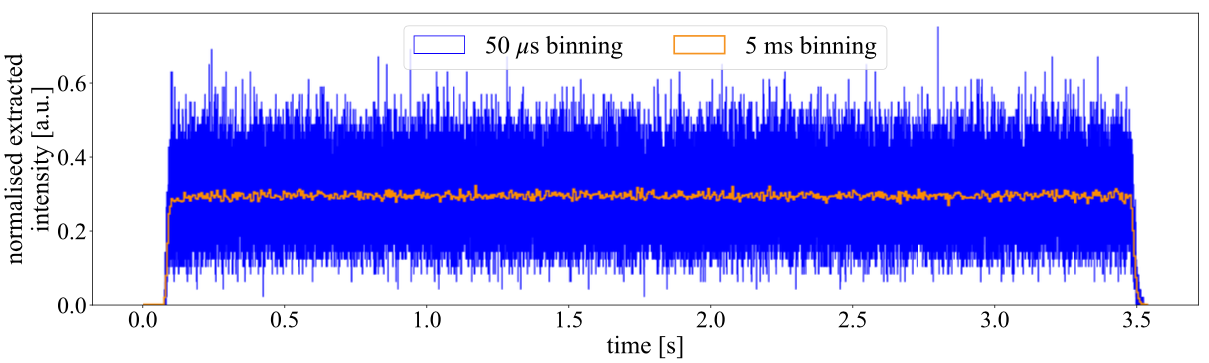 normalised extracted
intensity [a.u.]
50 μs binning
5 ms binning
0.6
0.4
0.2
0.0
0.0 0.5 1.0 1.5 2.0 2.5 3.0 3.5
time [s]